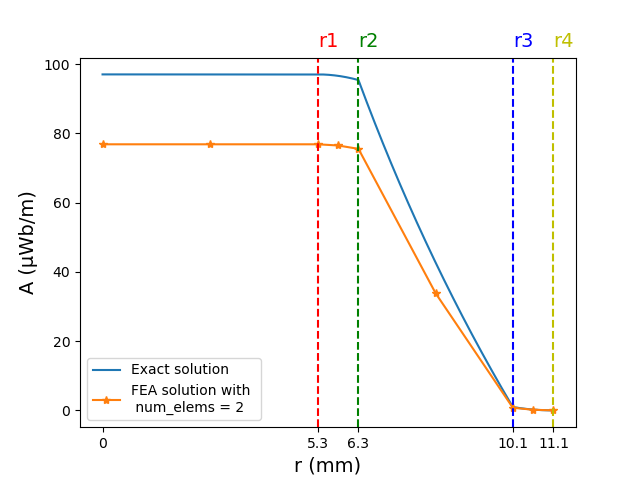 r1
r2
r3
r4
100
80
60
40
20
0
A (µWb/m)
Exact solution
FEA solution with
num_elems = 2
0
5.3
6.3
10.1
11.1
r (mm)